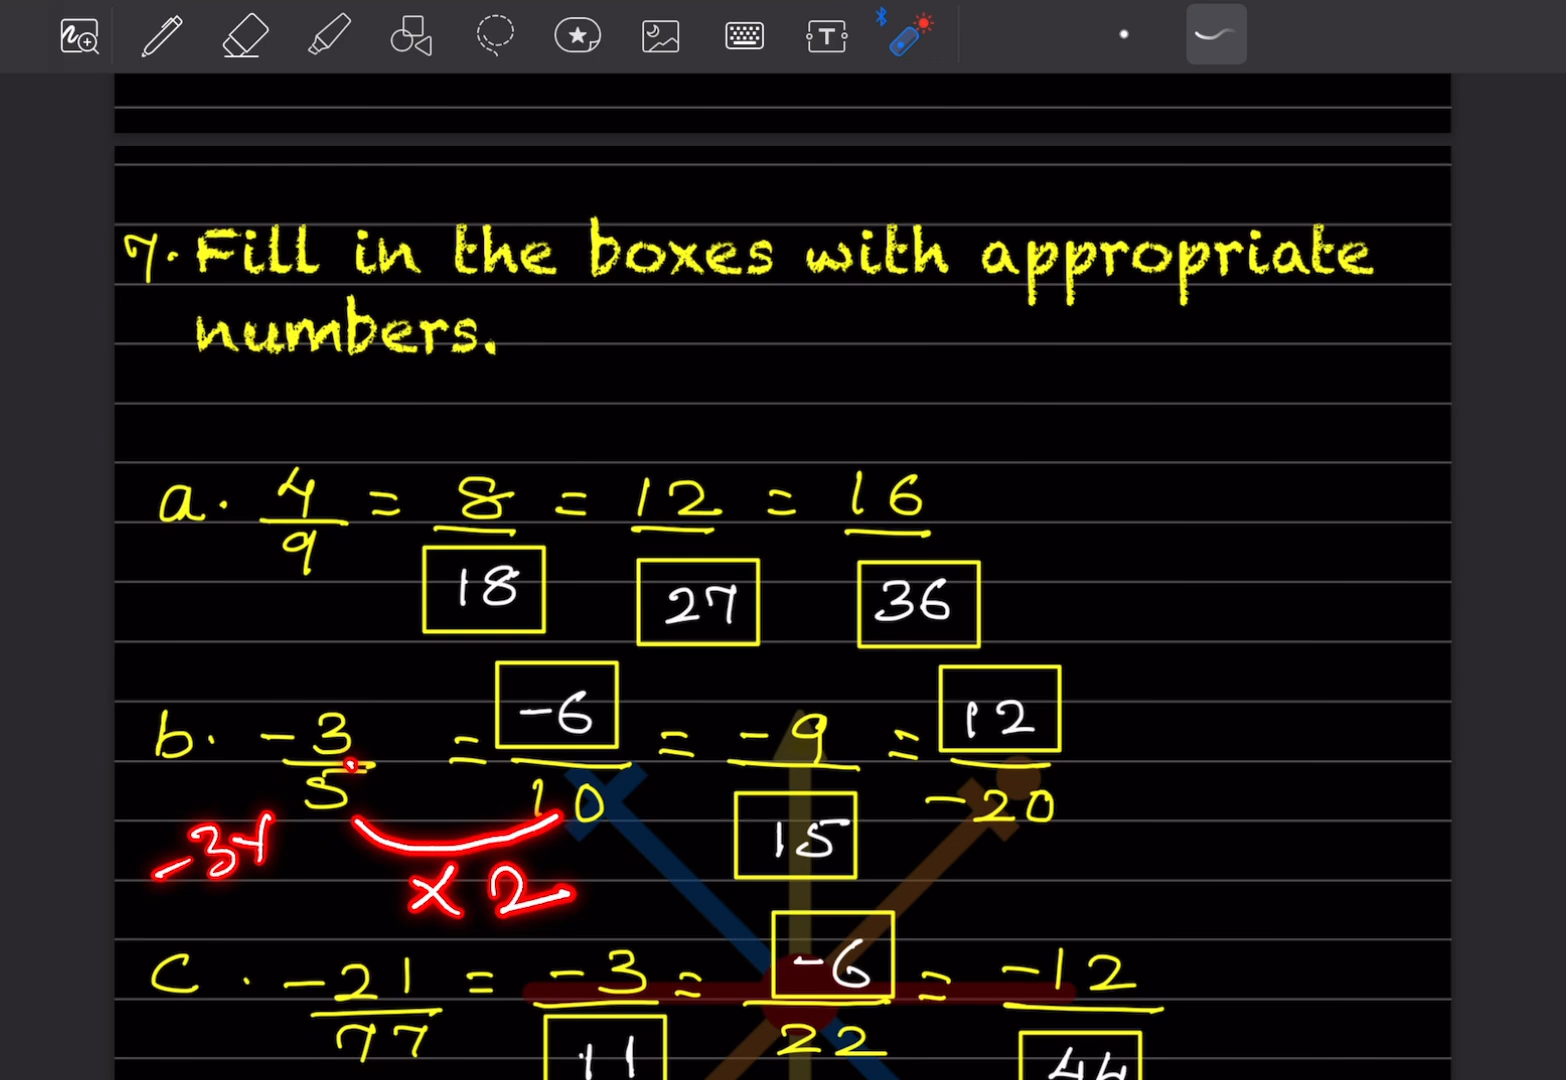 7. Fill in the boxes with appropriate
numbers.
a. 4/9 = 8/18 = 12/27 = 16/36
b. -3/5 = -6/10 = -9/15 = 12/-20
-3×
×2
c. -21/77 = -3/11 = -6/22 = -12/44